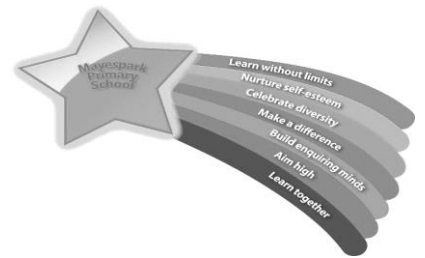 Mayespark
Primary
School
Learn without limits
Nurture self-esteem
Celebrate diversity
Make a difference
Build enquiring minds
Aim high
Learn together